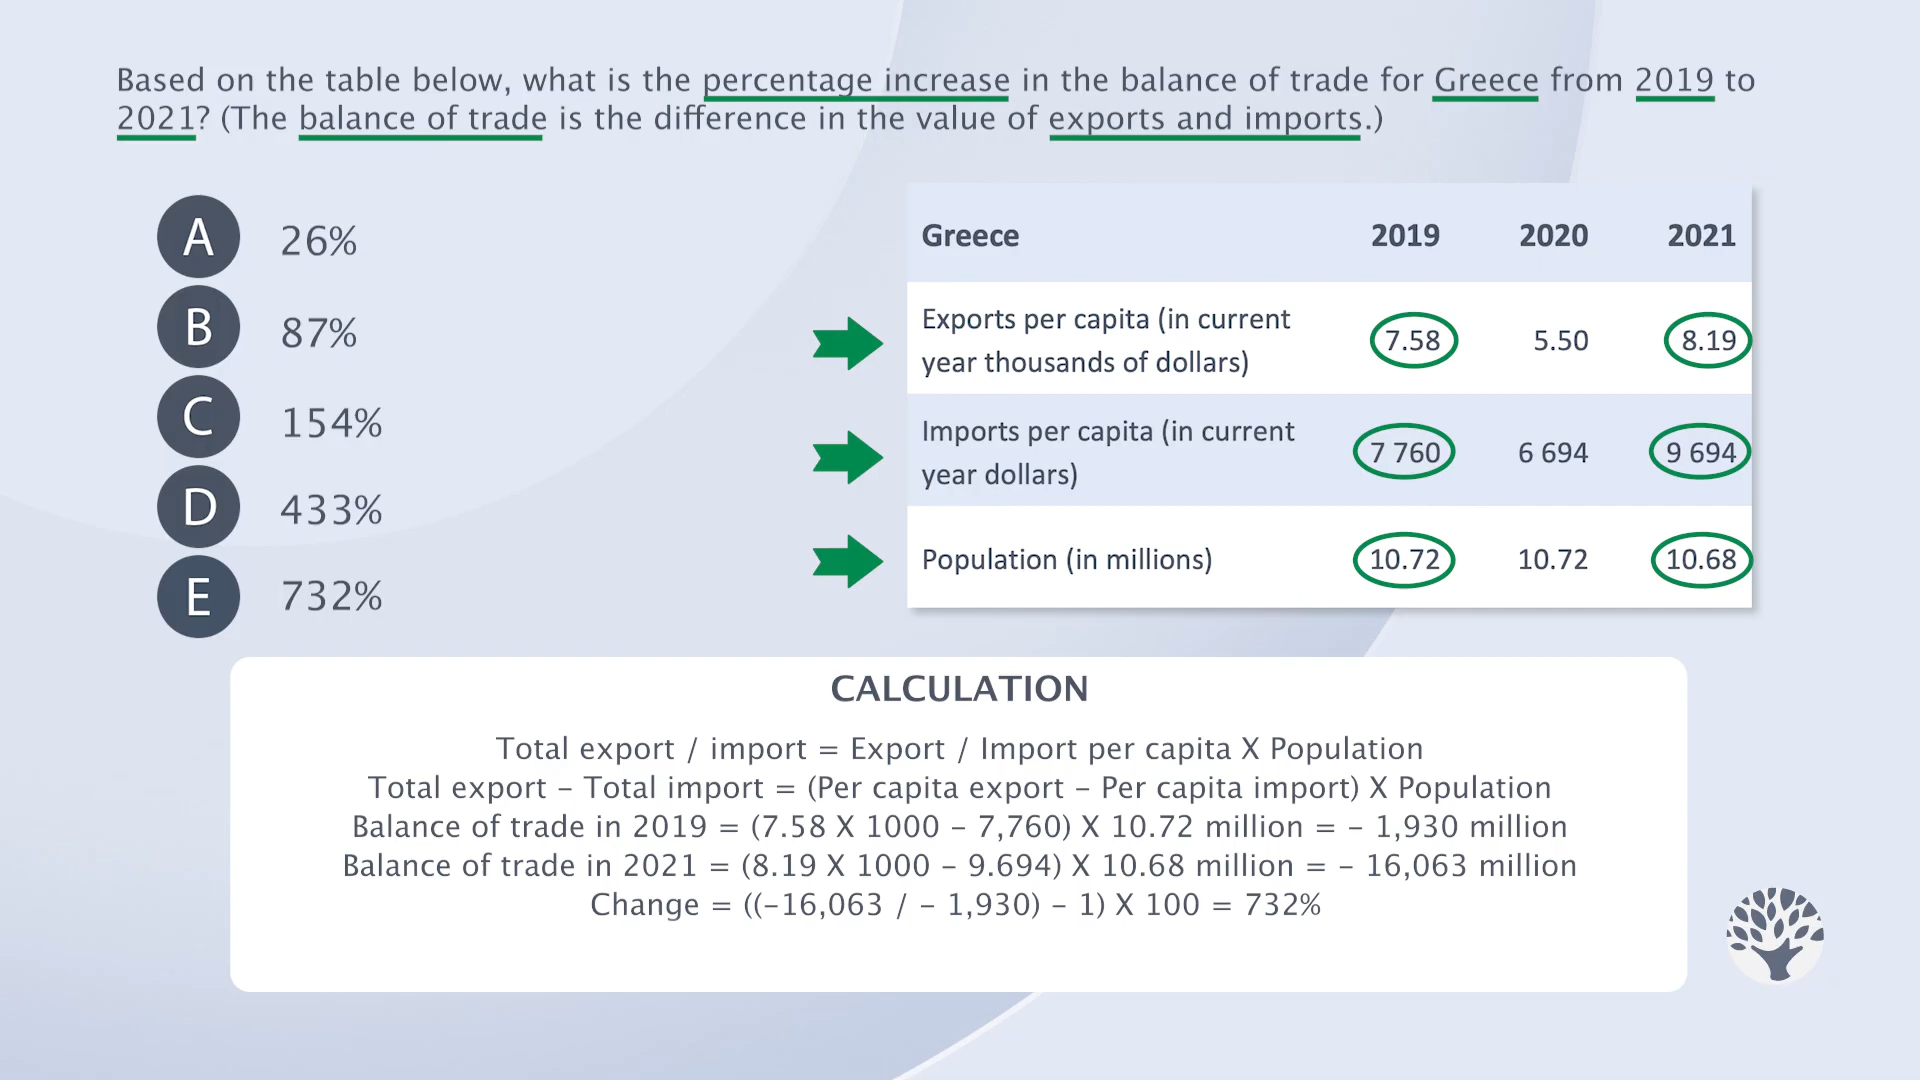 Based on the table below, what is the percentage increase in the balance of trade for Greece from 2019 to
2021? (The balance of trade is the difference in the value of exports and imports.)
A 26%
B 87%
C 154%
D 433%
E 732%
Greece 2019 2020 2021
Exports per capita (in current
year thousands of dollars) 7.58 5.50 8.19
Imports per capita (in current
year dollars) 7 760 6 694 9 694
Population (in millions) 10.72 10.72 10.68
CALCULATION
Total export / import = Export / Import per capita X Population
Total export – Total import = (Per capita export – Per capita import) X Population
Balance of trade in 2019 = (7.58 X 1000 – 7,760) X 10.72 million = – 1,930 million
Balance of trade in 2021 = (8.19 X 1000 – 9.694) X 10.68 million = – 16,063 million
Change = ((–16,063 / – 1,930) – 1) X 100 = 732%